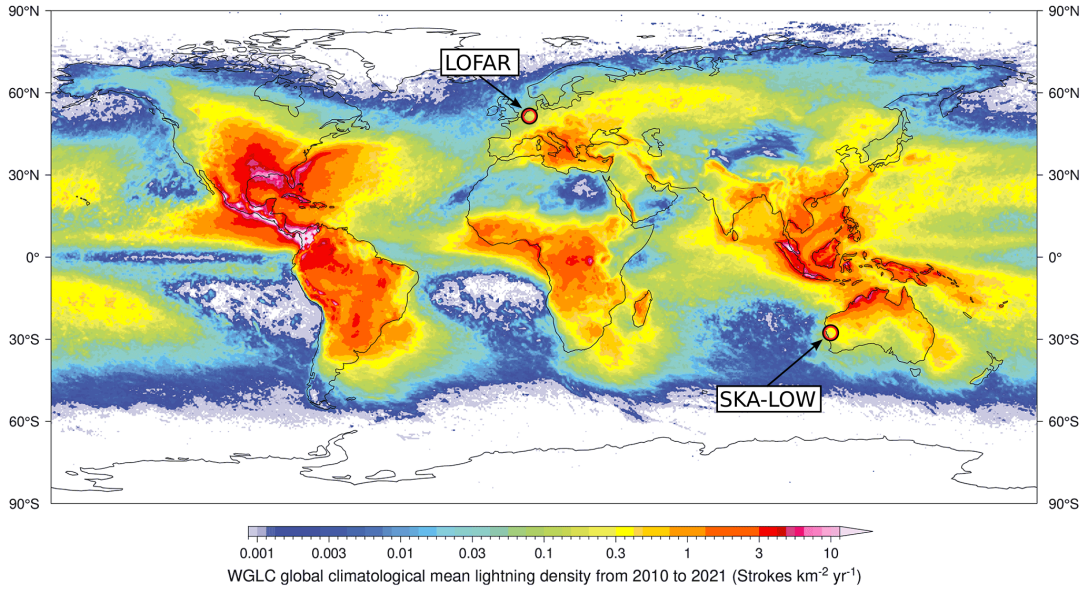 90°N 90°N
LOFAR
60°N 60°N
30°N 30°N
0° 0°
30°S 30°S
SKA-LOW
60°S 60°S
90°S 90°S
0.001 0.003 0.01 0.03 0.1 0.3 1 3 10
WGLC global climatological mean lightning density from 2010 to 2021 (Strokes km⁻² yr⁻¹)